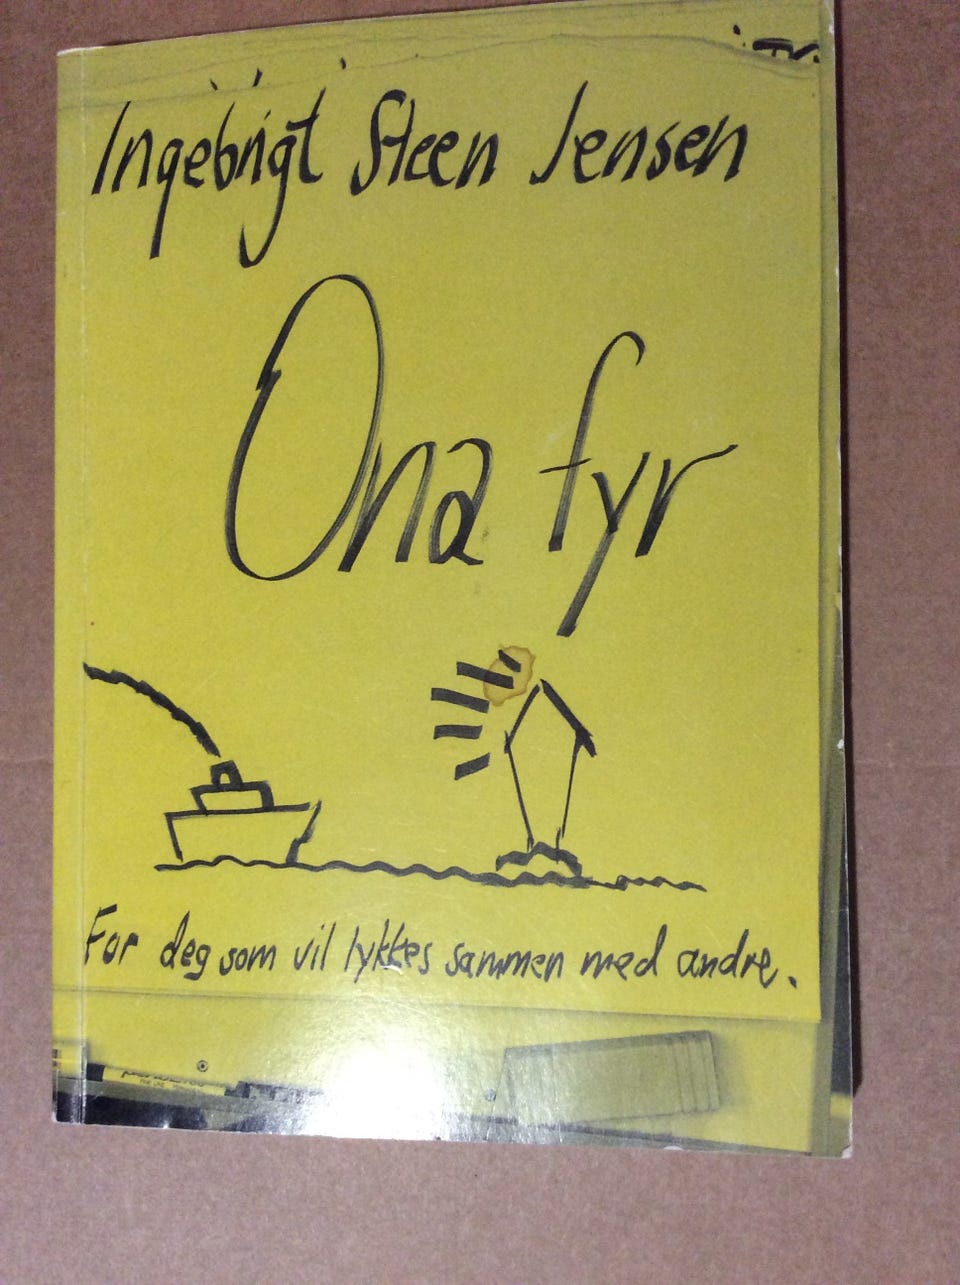 Ingebrigt Steen Jensen
Ona fyr
For deg som vil lykkes sammen med andre.